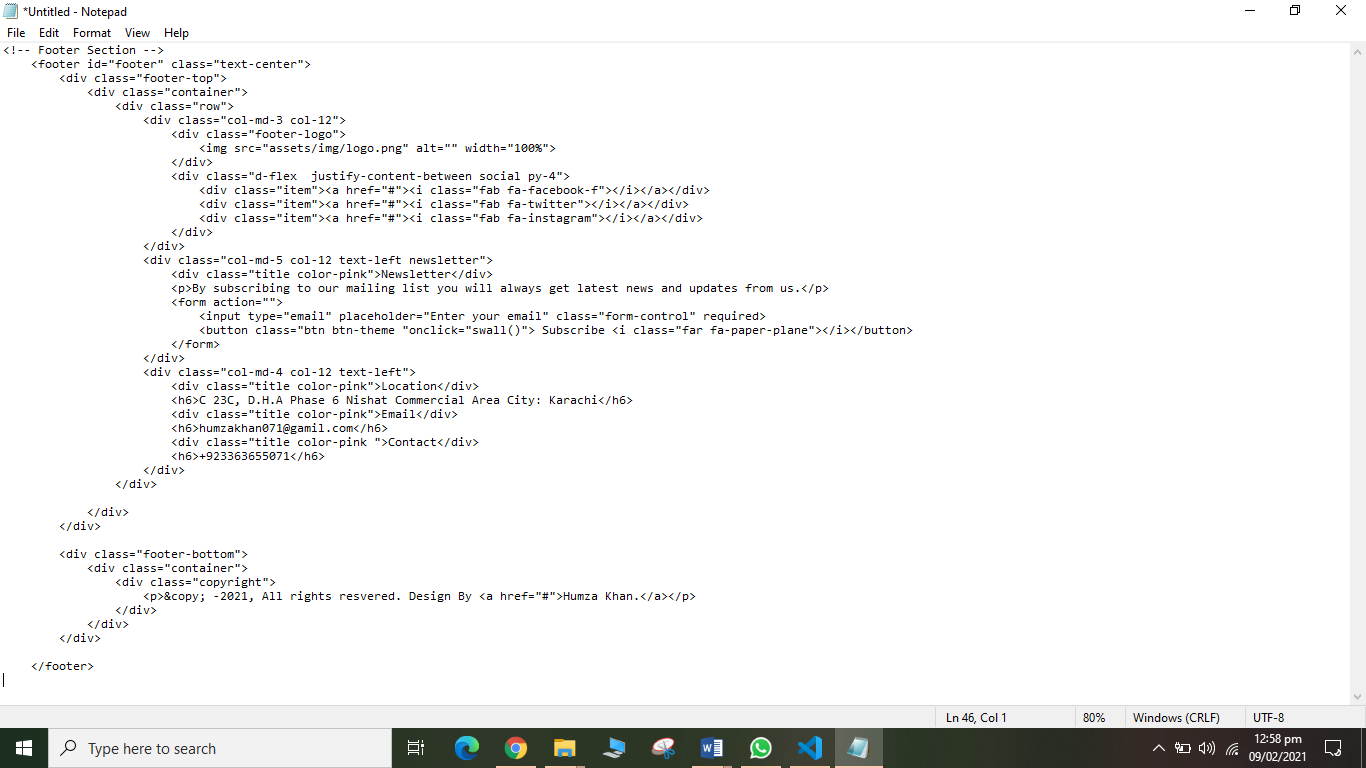 *Untitled - Notepad
File Edit Format View Help
<!-- Footer Section -->
    <footer id="footer" class="text-center">
        <div class="footer-top">
            <div class="container">
                <div class="row">
                    <div class="col-md-3 col-12">
                        <div class="footer-logo">
                            <img src="assets/img/logo.png" alt="" width="100%">
                        </div>
                        <div class="d-flex  justify-content-between social py-4">
                            <div class="item"><a href="#"><i class="fab fa-facebook-f"></i></a></div>
                            <div class="item"><a href="#"><i class="fab fa-twitter"></i></a></div>
                            <div class="item"><a href="#"><i class="fab fa-instagram"></i></a></div>
                        </div>
                    </div>
                    <div class="col-md-5 col-12 text-left newsletter">
                        <div class="title color-pink">Newsletter</div>
                        <p>By subscribing to our mailing list you will always get latest news and updates from us.</p>
                        <form action="">
                            <input type="email" placeholder="Enter your email" class="form-control" required>
                            <button class="btn btn-theme "onclick="swall()"> Subscribe <i class="far fa-paper-plane"></i></button>
                        </form>
                    </div>
                    <div class="col-md-4 col-12 text-left">
                        <div class="title color-pink">Location</div>
                        <h6>C 23C, D.H.A Phase 6 Nishat Commercial Area City: Karachi</h6>
                        <div class="title color-pink">Email</div>
                        <h6>humzakhan071@gamil.com</h6>
                        <div class="title color-pink ">Contact</div>
                        <h6>+923363655071</h6>
                    </div>
                </div>

            </div>
        </div>

        <div class="footer-bottom">
            <div class="container">
                <div class="copyright">
                    <p>&copy; -2021, All rights resvered. Design By <a href="#">Humza Khan.</a></p>
                </div>
            </div>
        </div>

    </footer>
Ln 46, Col 1 80% Windows (CRLF) UTF-8
Type here to search
12:58 pm
09/02/2021